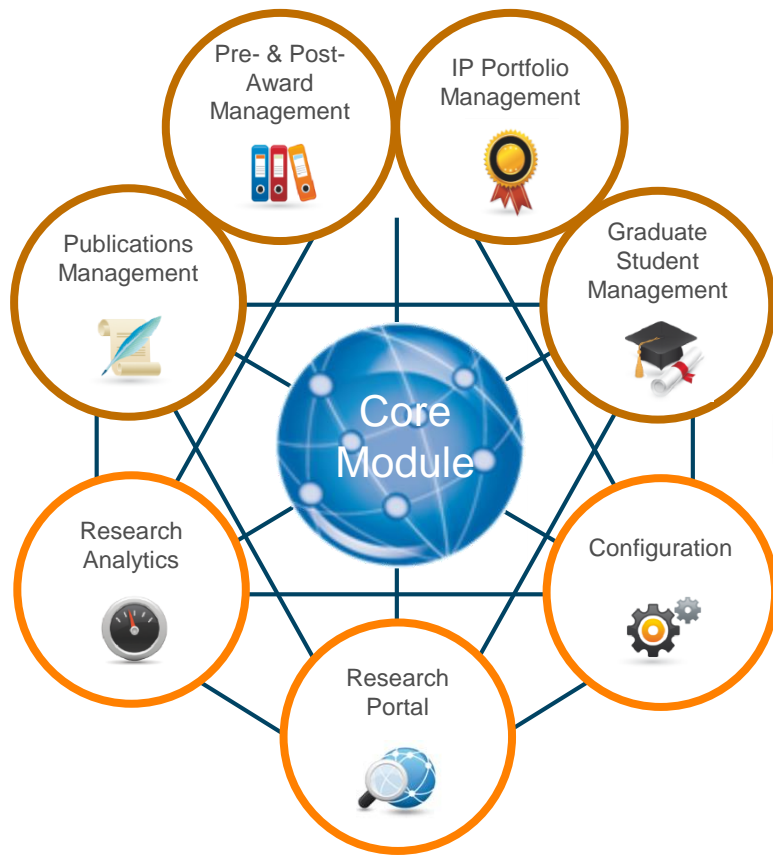 Pre- & Post-
Award
Management
IP Portfolio
Management
Publications
Management
Graduate
Student
Management
Core
Module
Research
Analytics
Configuration
Research
Portal